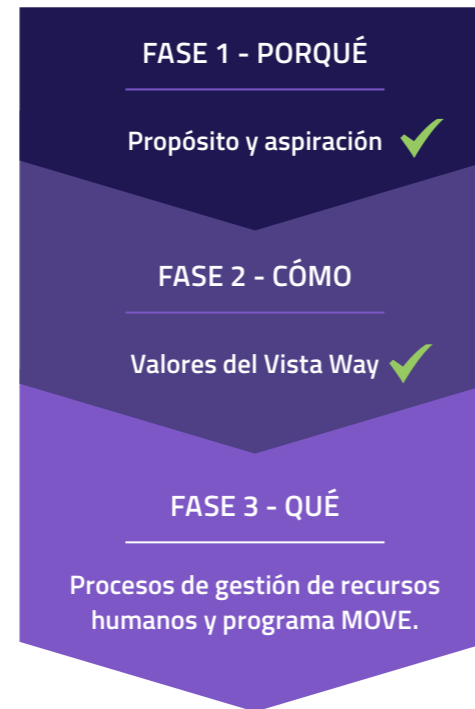 FASE 1 - PORQUÉ
Propósito y aspiración
FASE 2 - CÓMO
Valores del Vista Way
FASE 3 - QUÉ
Procesos de gestión de recursos
humanos y programa MOVE.